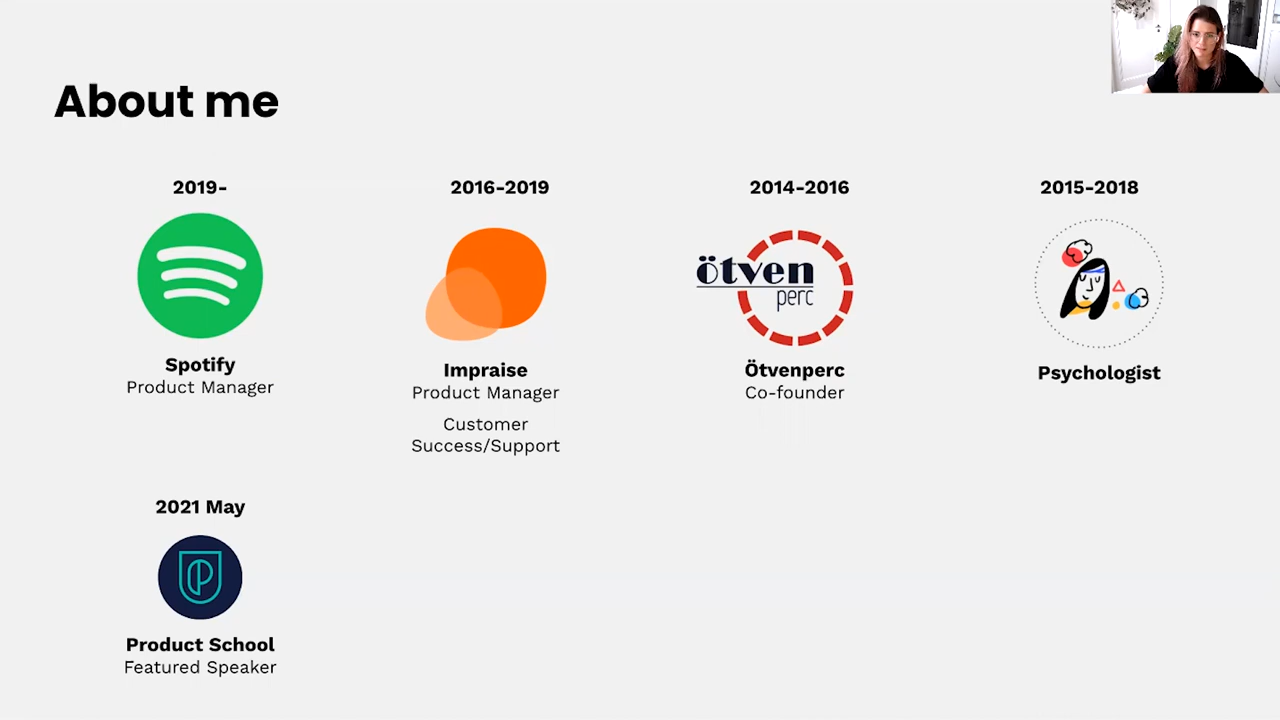 About me
2019-
Spotify
Product Manager
2016-2019
Impraise
Product Manager
Customer
Success/Support
2014-2016
ötven
perc
Ötvenperc
Co-founder
2015-2018
Psychologist
2021 May
Product School
Featured Speaker